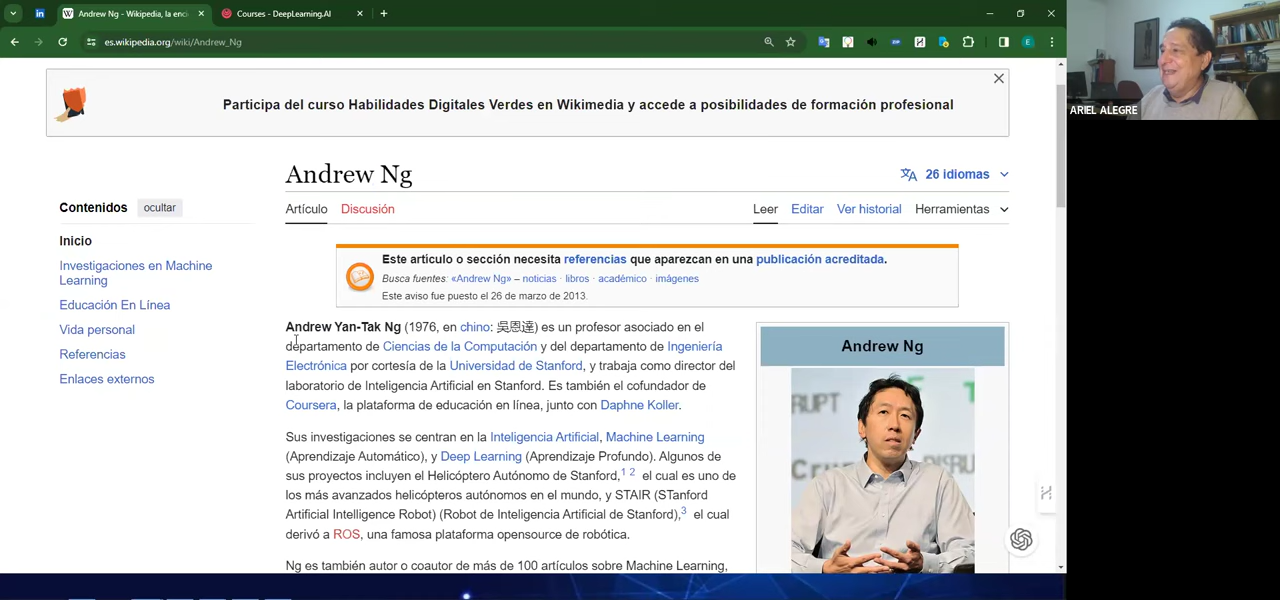 Andrew Ng - Wikipedia, la enci
Courses - DeepLearning.AI
es.wikipedia.org/wiki/Andrew_Ng
E
ARIEL ALEGRE
Participa del curso Habilidades Digitales Verdes en Wikimedia y accede a posibilidades de formación profesional
Andrew Ng
26 idiomas
Contenidos ocultar
Artículo Discusión Leer Editar Ver historial Herramientas
Inicio
Investigaciones en Machine
Learning
Educación En Línea
Vida personal
Referencias
Enlaces externos
Este artículo o sección necesita referencias que aparezcan en una publicación acreditada.
Busca fuentes: «Andrew Ng» – noticias · libros · académico · imágenes
Este aviso fue puesto el 26 de marzo de 2013.
Andrew Yan-Tak Ng (1976, en chino: 吳恩達) es un profesor asociado en el
departamento de Ciencias de la Computación y del departamento de Ingeniería
Electrónica por cortesía de la Universidad de Stanford, y trabaja como director del
laboratorio de Inteligencia Artificial en Stanford. Es también el cofundador de
Coursera, la plataforma de educación en línea, junto con Daphne Koller.
Sus investigaciones se centran en la Inteligencia Artificial, Machine Learning
(Aprendizaje Automático), y Deep Learning (Aprendizaje Profundo). Algunos de
sus proyectos incluyen el Helicóptero Autónomo de Stanford,1 2 el cual es uno de
los más avanzados helicópteros autónomos en el mundo, y STAIR (STanford
Artificial Intelligence Robot) (Robot de Inteligencia Artificial de Stanford),3 el cual
derivó a ROS, una famosa plataforma opensource de robótica.
Ng es también autor o coautor de más de 100 artículos sobre Machine Learning,
Andrew Ng